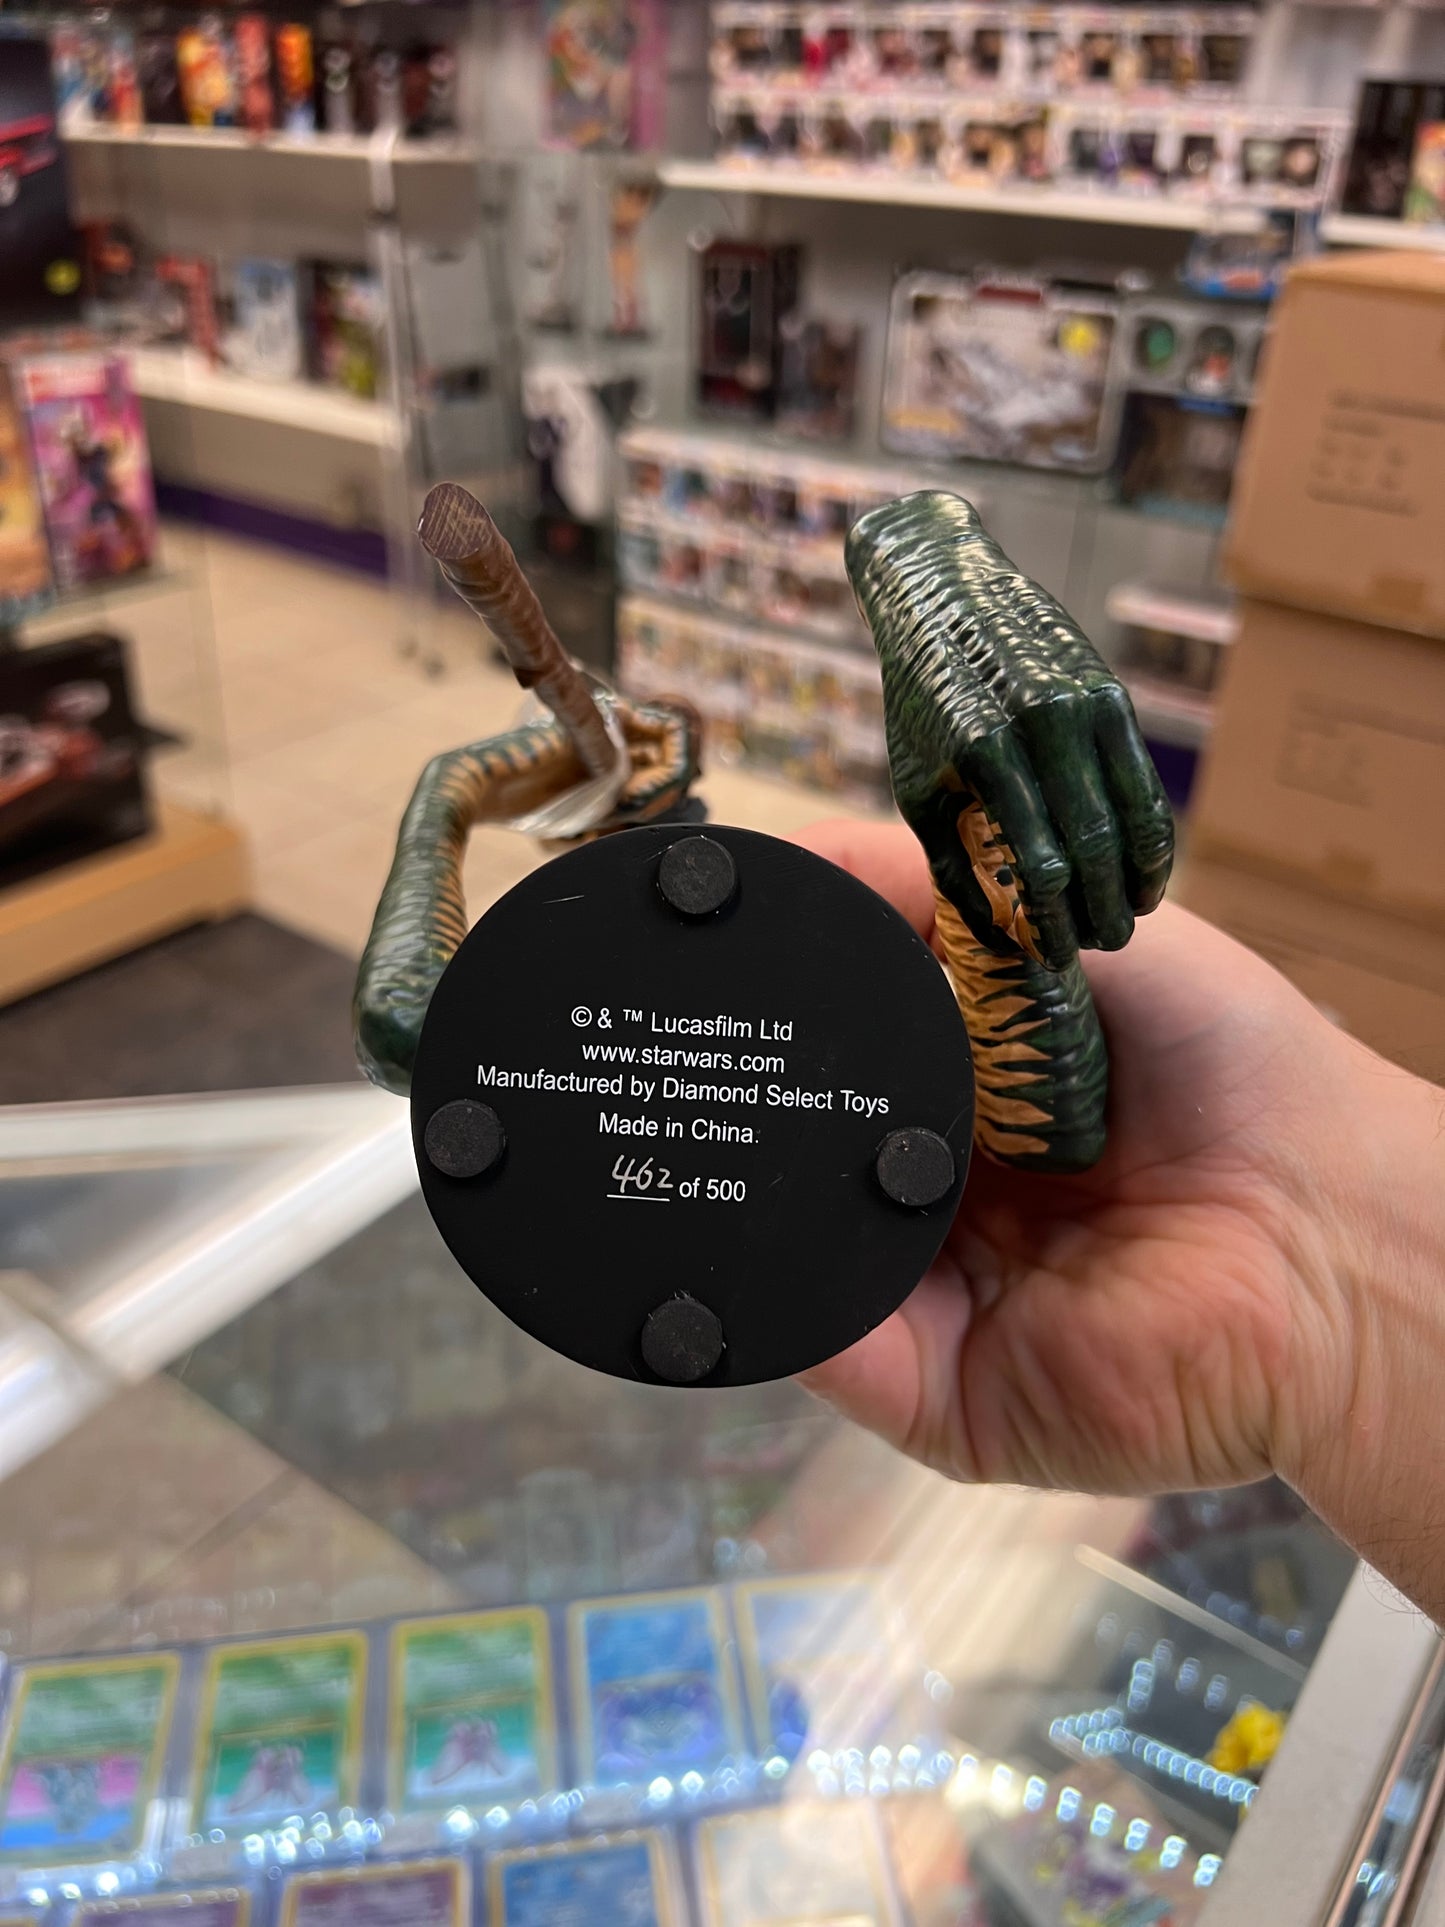 © & ™ Lucasfilm Ltd
www.starwars.com
Manufactured by Diamond Select Toys
Made in China.
462 of 500